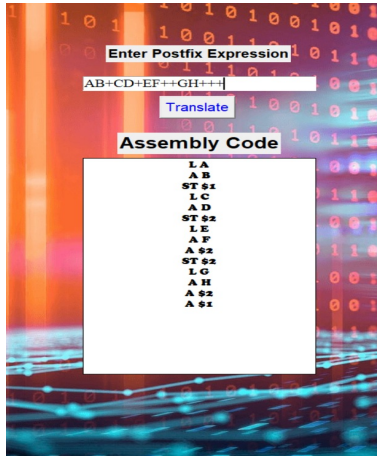 Enter Postfix Expression
AB+CD+EF++GH+++
Translate
Assembly Code
L A
A B
ST $1
L C
A D
ST $2
L E
A F
A $2
ST $2
L G
A H
A $2
A $1